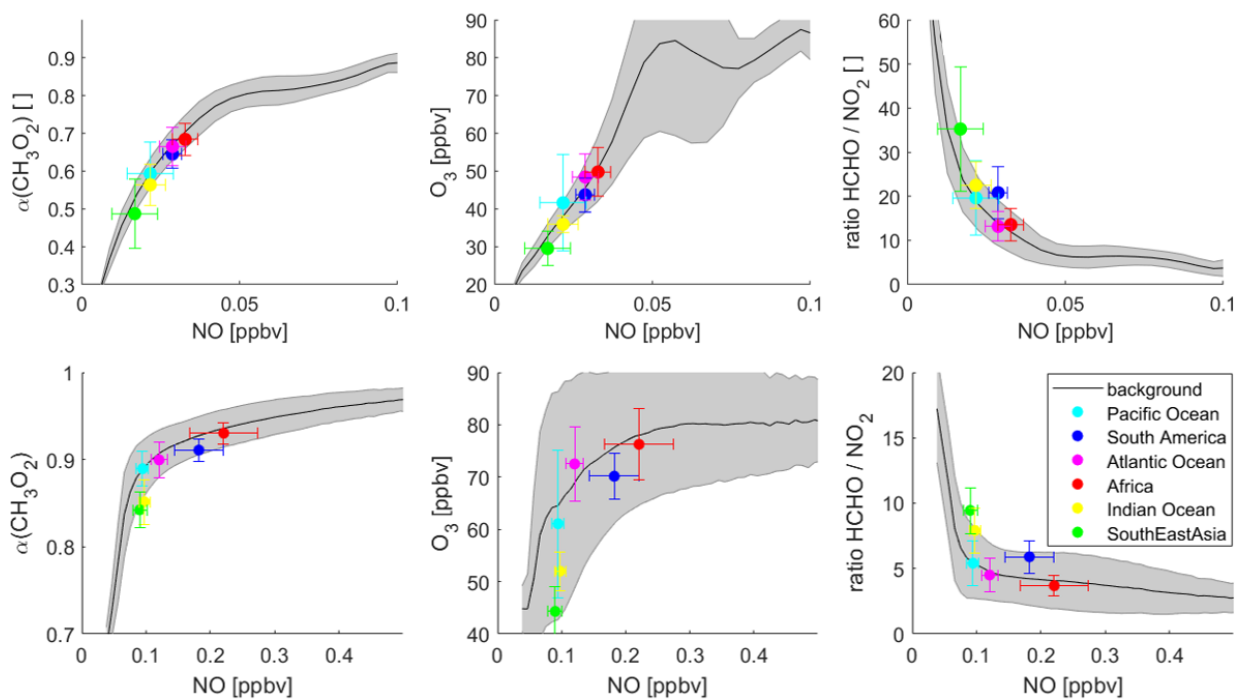 α(CH₃O₂) [ ]
0.9
0.8
0.7
0.6
0.5
0.4
0.3
0 0.05 0.1
NO [ppbv]
O₃ [ppbv]
90
80
70
60
50
40
30
20
0 0.05 0.1
NO [ppbv]
ratio HCHO / NO₂ [ ]
60
50
40
30
20
10
0
0 0.05 0.1
NO [ppbv]
α(CH₃O₂)
1
0.9
0.8
0.7
0 0.1 0.2 0.3 0.4
NO [ppbv]
O₃ [ppbv]
90
80
70
60
50
40
0 0.1 0.2 0.3 0.4
NO [ppbv]
ratio HCHO / NO₂
20
15
10
5
0
0 0.1 0.2 0.3 0.4
NO [ppbv]
background
Pacific Ocean
South America
Atlantic Ocean
Africa
Indian Ocean
SouthEastAsia